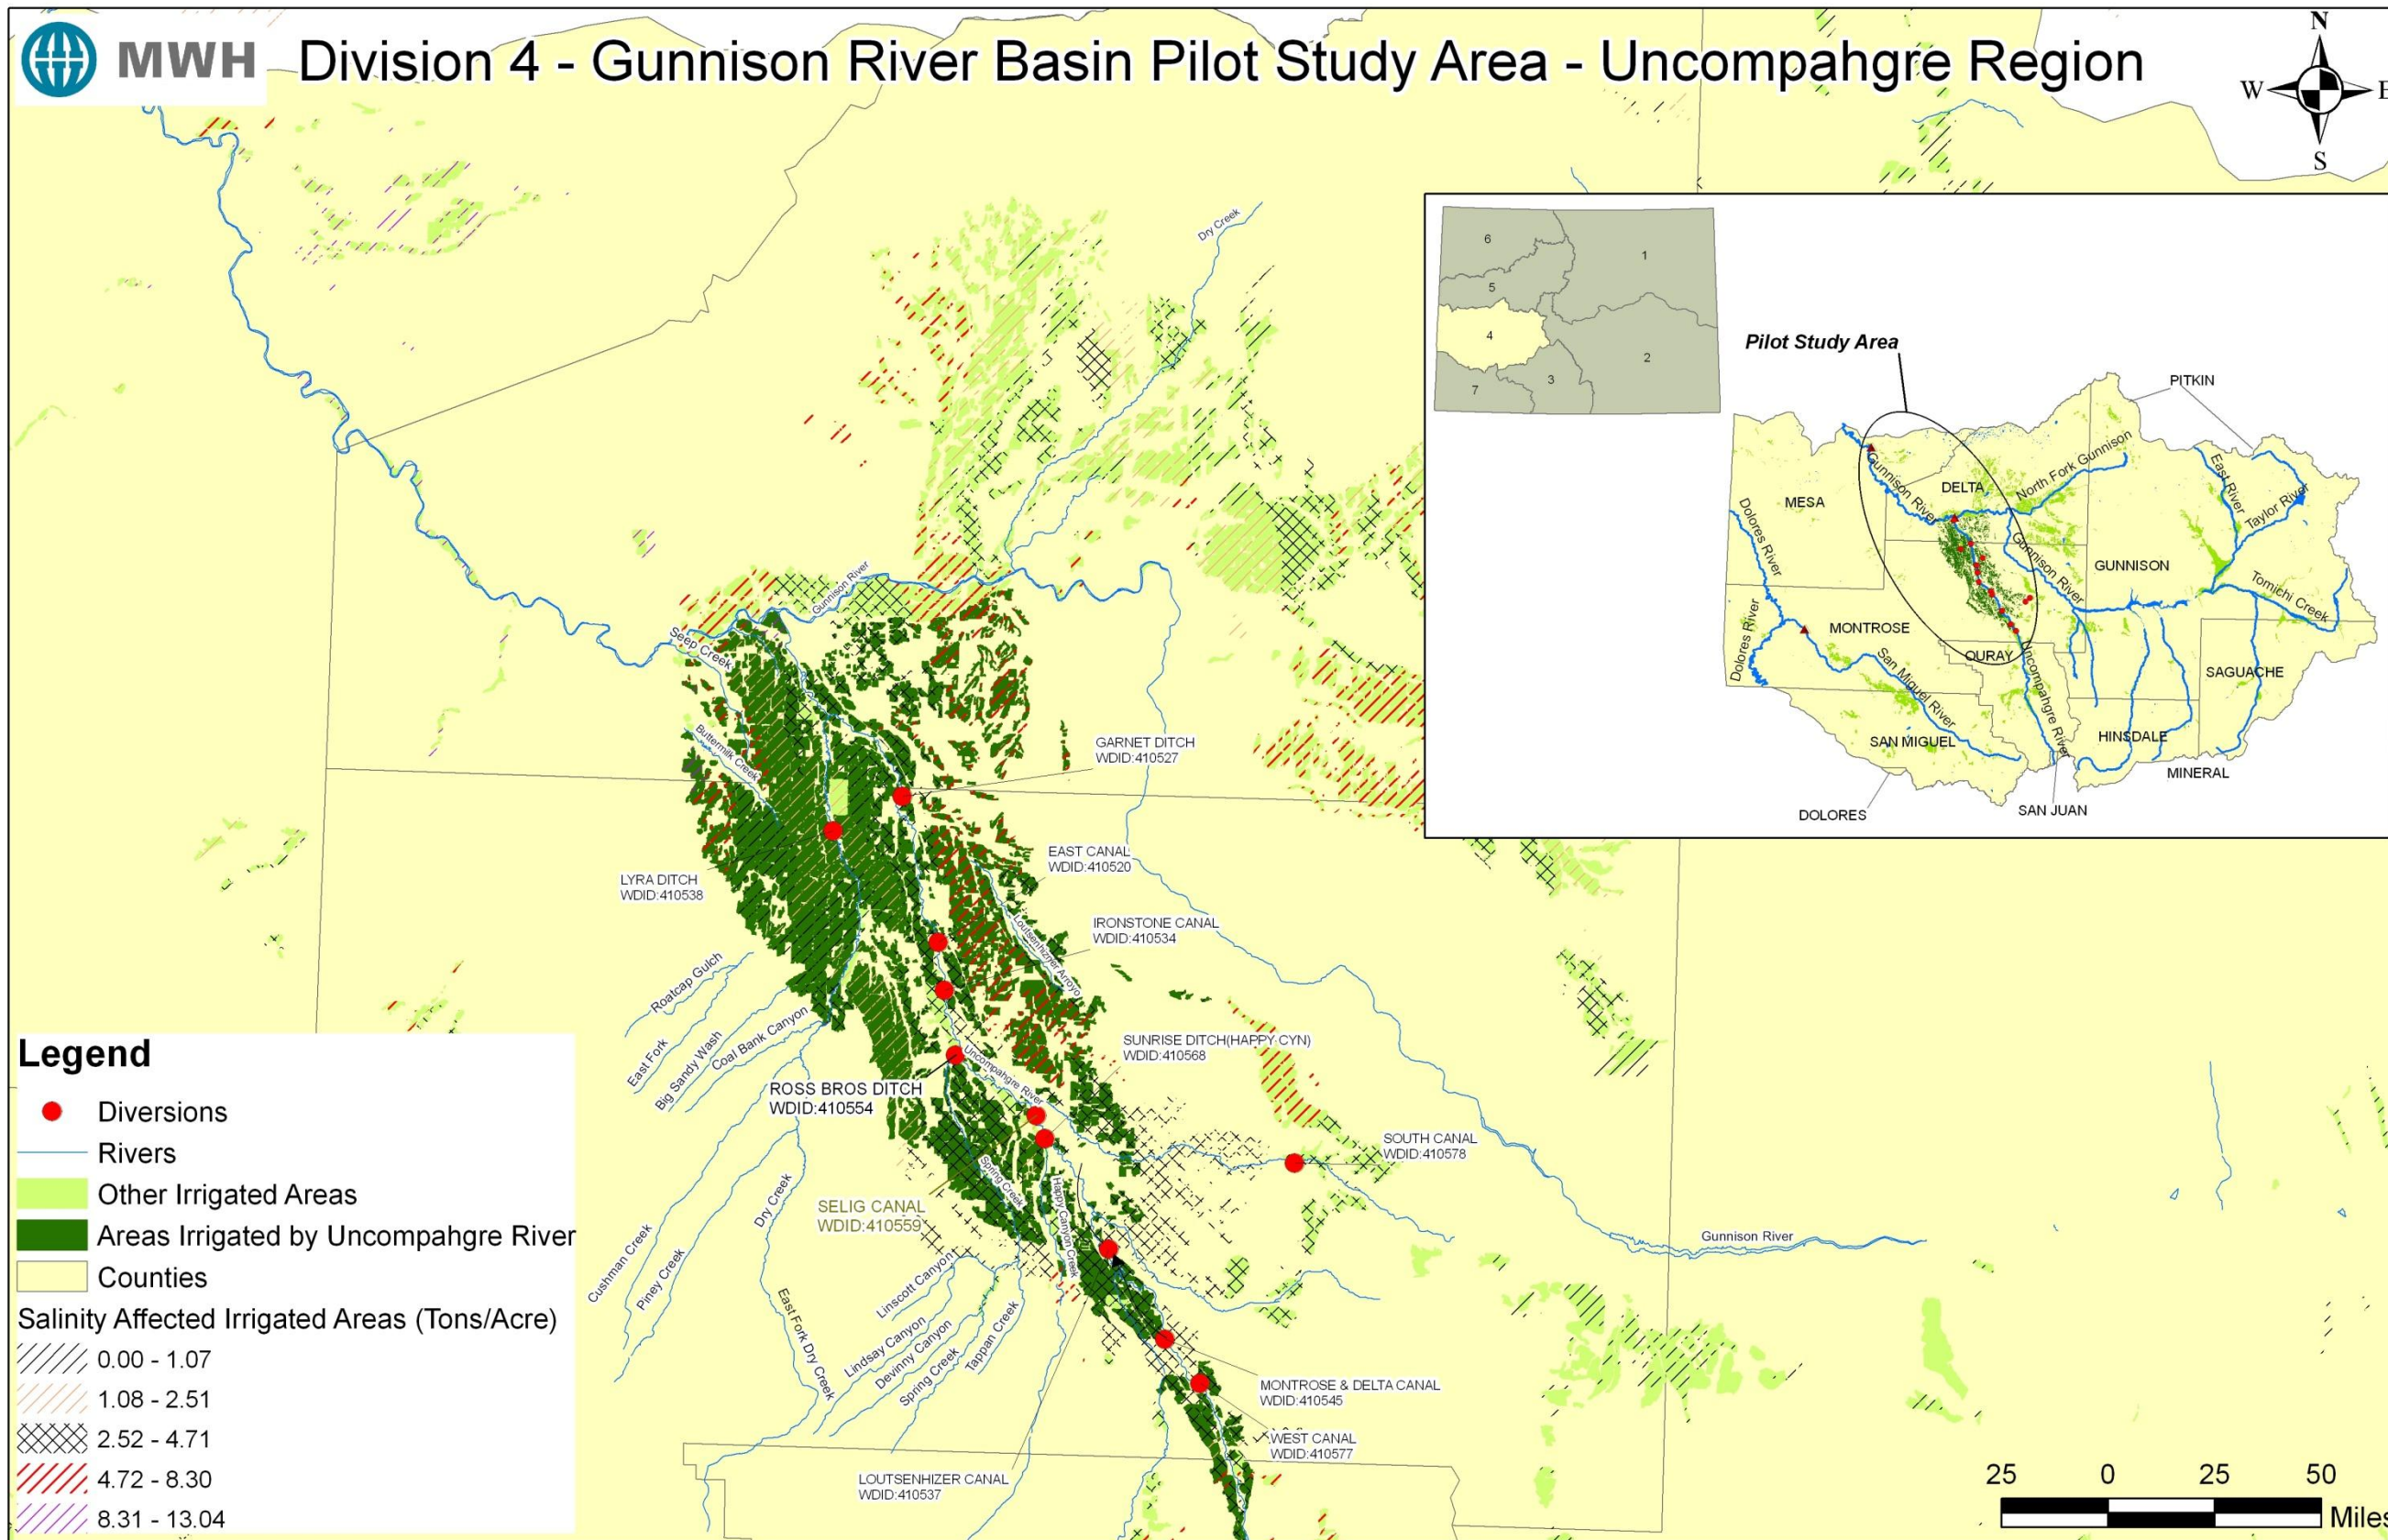 MWH
Division 4 - Gunnison River Basin Pilot Study Area - Uncompahgre Region
N
W
E
S
6
1
5
4
2
3
7
Pilot Study Area
PITKIN
North Fork Gunnison
East River
Taylor River
Gunnison River
DELTA
MESA
Dolores River
Gunnison River
GUNNISON
Tomichi Creek
Dolores River
MONTROSE
OURAY
San Miguel River
Uncompahgre River
SAGUACHE
SAN MIGUEL
HINSDALE
MINERAL
DOLORES
SAN JUAN
Dry Creek
Gunnison River
Seep Creek
Buttermilk Creek
GARNET DITCH
WDID:410527
EAST CANAL
WDID:410520
LYRA DITCH
WDID:410538
IRONSTONE CANAL
WDID:410534
Loutsenhizer Arroyo
Roatcap Gulch
East Fork
Big Sandy Wash
Coal Bank Canyon
SUNRISE DITCH(HAPPY CYN)
WDID:410568
Uncompahgre River
ROSS BROS DITCH
WDID:410554
SOUTH CANAL
WDID:410578
Spring Creek
Happy Canyon Creek
SELIG CANAL
WDID:410559
Dry Creek
Cushman Creek
Piney Creek
East Fork Dry Creek
Linscott Canyon
Lindsay Canyon
Devinny Canyon
Spring Creek
Tappan Creek
Gunnison River
MONTROSE & DELTA CANAL
WDID:410545
WEST CANAL
WDID:410577
LOUTSENHIZER CANAL
WDID:410537
Legend
Diversions
Rivers
Other Irrigated Areas
Areas Irrigated by Uncompahgre River
Counties
Salinity Affected Irrigated Areas (Tons/Acre)
0.00 - 1.07
1.08 - 2.51
2.52 - 4.71
4.72 - 8.30
8.31 - 13.04
25 0 25 50
Miles